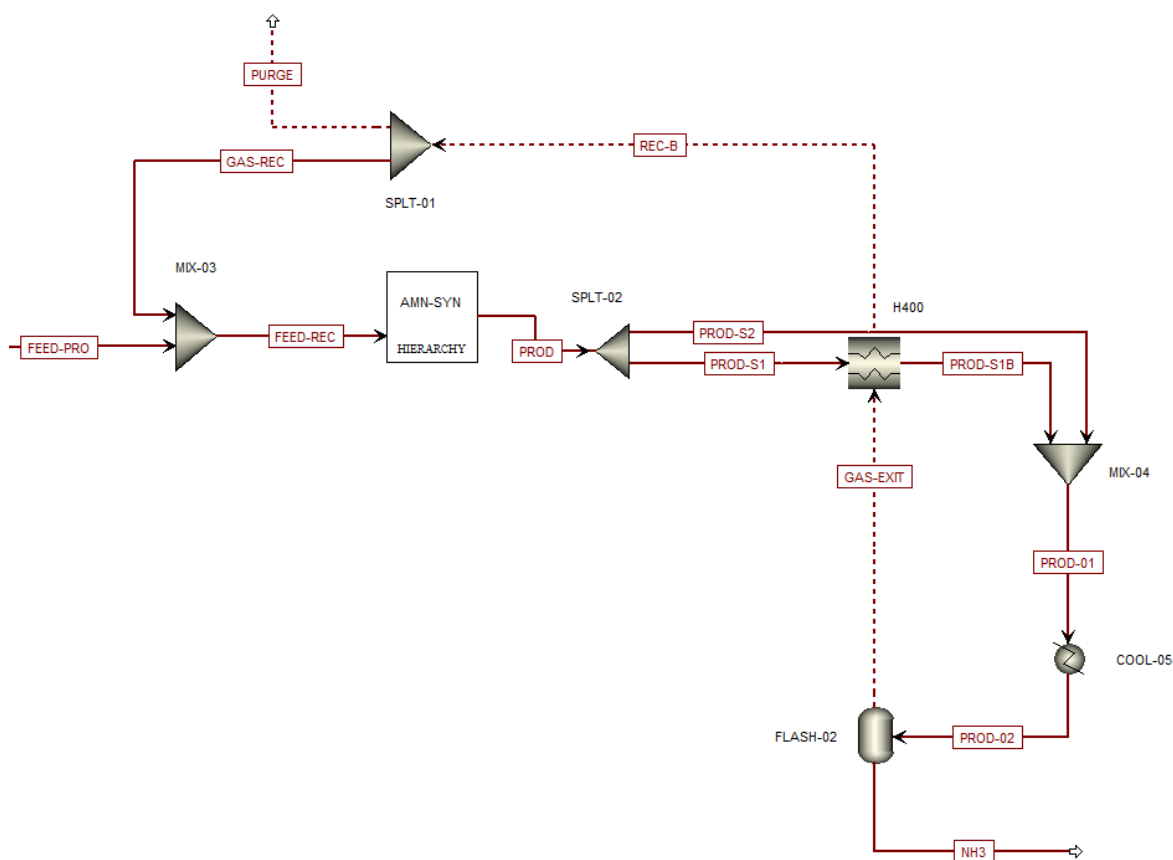 PURGE
REC-B
GAS-REC
SPLT-01
MIX-03
AMN-SYN
HIERARCHY
SPLT-02
H400
PROD-S2
FEED-REC
FEED-PRO
PROD
PROD-S1
PROD-S1B
MIX-04
GAS-EXIT
PROD-01
COOL-05
FLASH-02
PROD-02
NH3